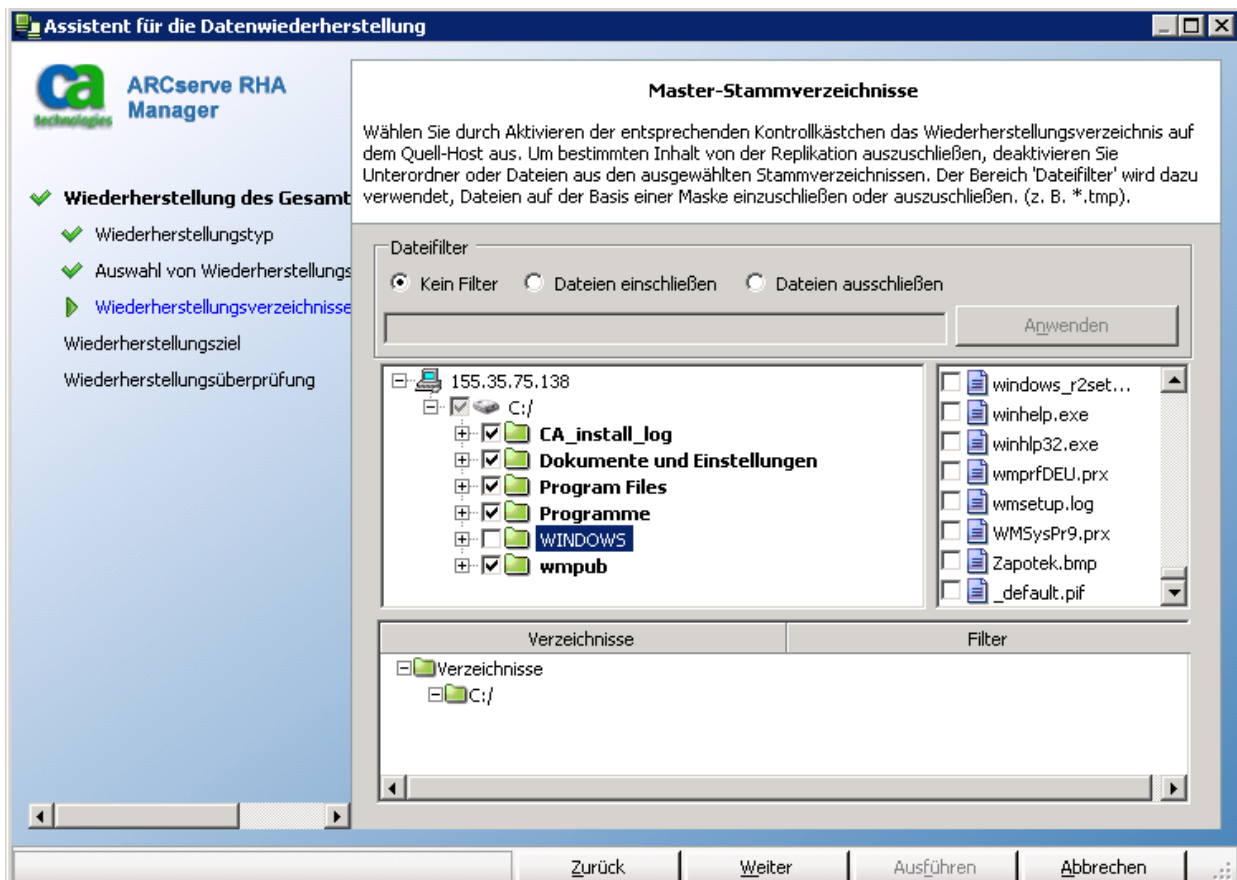 Assistent für die Datenwiederherstellung
ca
technologies
ARCserve RHA
Manager
Wiederherstellung des Gesamt
Wiederherstellungstyp
Auswahl von Wiederherstellungs
Wiederherstellungsverzeichnisse
Wiederherstellungsziel
Wiederherstellungsüberprüfung
Master-Stammverzeichnisse
Wählen Sie durch Aktivieren der entsprechenden Kontrollkästchen das Wiederherstellungsverzeichnis auf
dem Quell-Host aus. Um bestimmten Inhalt von der Replikation auszuschließen, deaktivieren Sie
Unterordner oder Dateien aus den ausgewählten Stammverzeichnissen. Der Bereich 'Dateifilter' wird dazu
verwendet, Dateien auf der Basis einer Maske einzuschließen oder auszuschließen. (z. B. *.tmp).
Dateifilter
Kein Filter Dateien einschließen Dateien ausschließen
Anwenden
155.35.75.138
C:/
CA_install_log
Dokumente und Einstellungen
Program Files
Programme
WINDOWS
wmpub
windows_r2set...
winhelp.exe
winhlp32.exe
wmprfDEU.prx
wmsetup.log
WMSysPr9.prx
Zapotek.bmp
_default.pif
Verzeichnisse Filter
Verzeichnisse
C:/
Zurück Weiter Ausführen Abbrechen